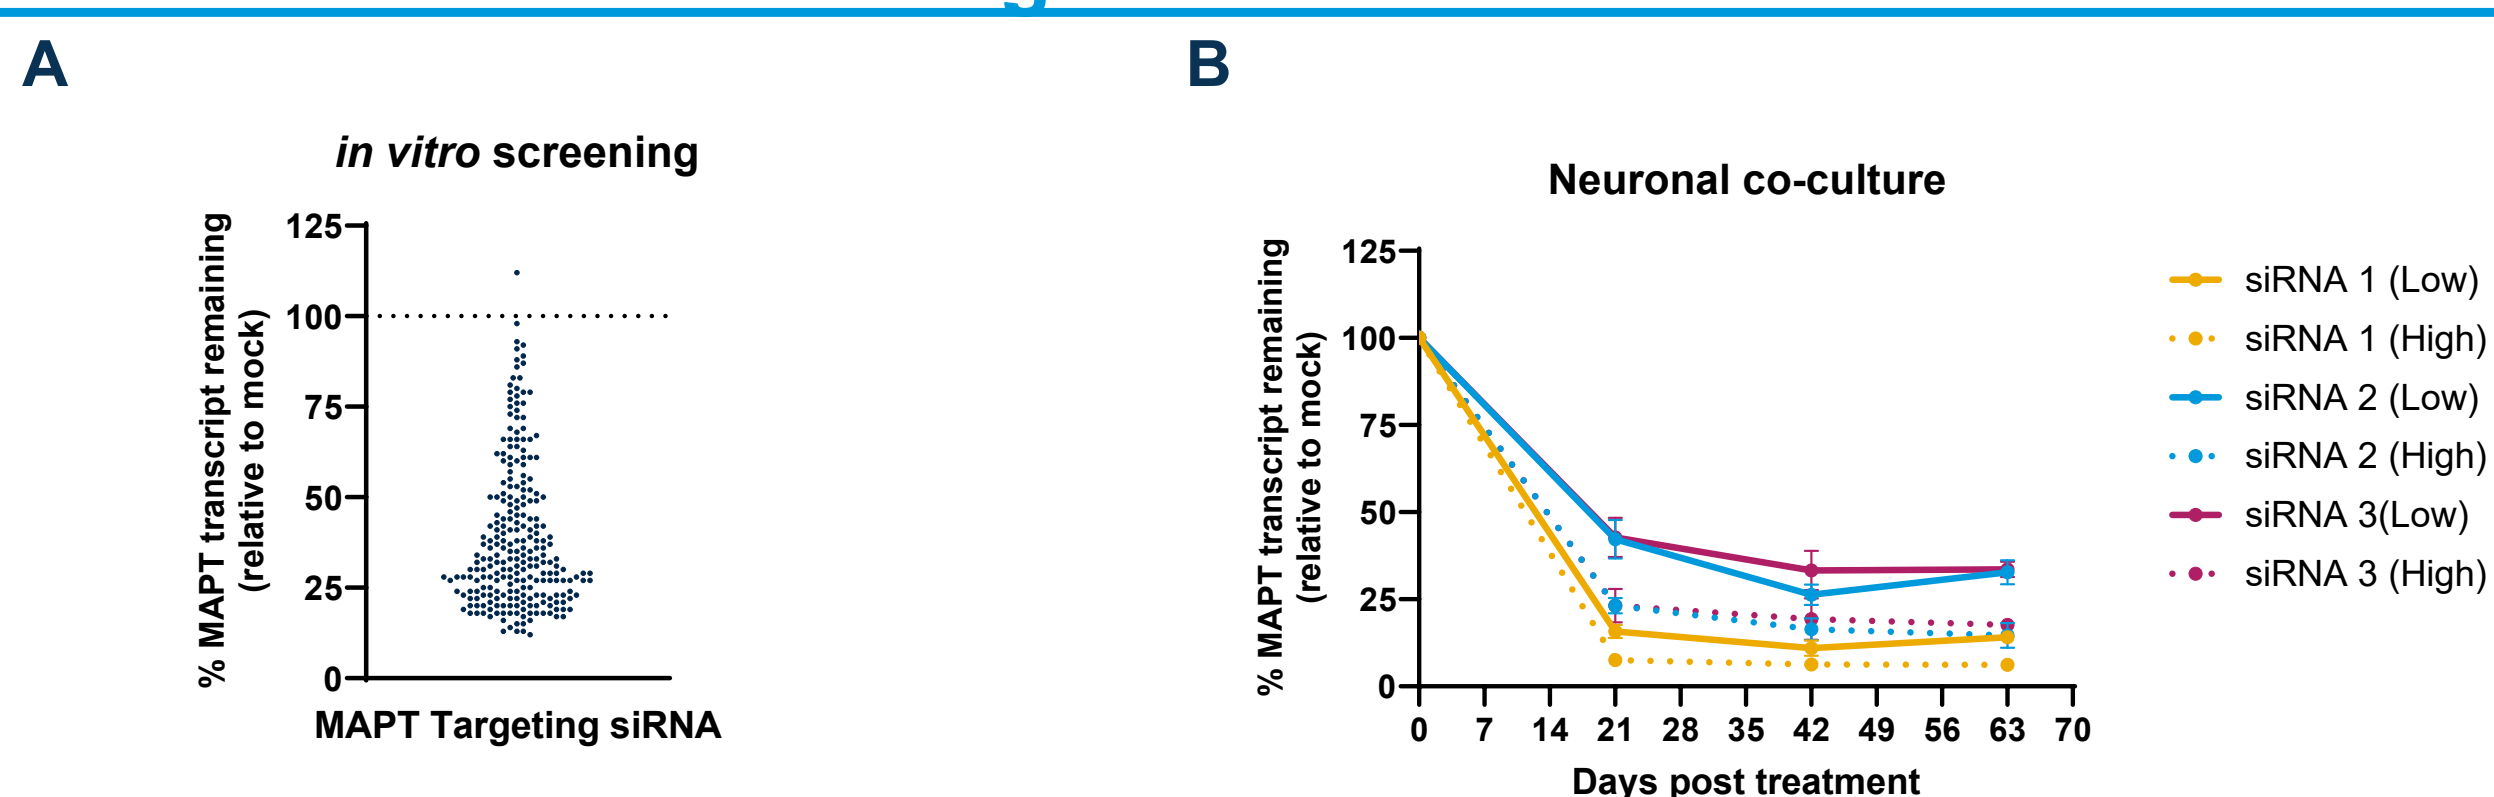 A
B
in vitro screening
% MAPT transcript remaining
(relative to mock)
125
100
75
50
25
0
MAPT Targeting siRNA
Neuronal co-culture
% MAPT transcript remaining
(relative to mock)
125
100
75
50
25
0
0 7 14 21 28 35 42 49 56 63 70
Days post treatment
siRNA 1 (Low)
siRNA 1 (High)
siRNA 2 (Low)
siRNA 2 (High)
siRNA 3(Low)
siRNA 3 (High)